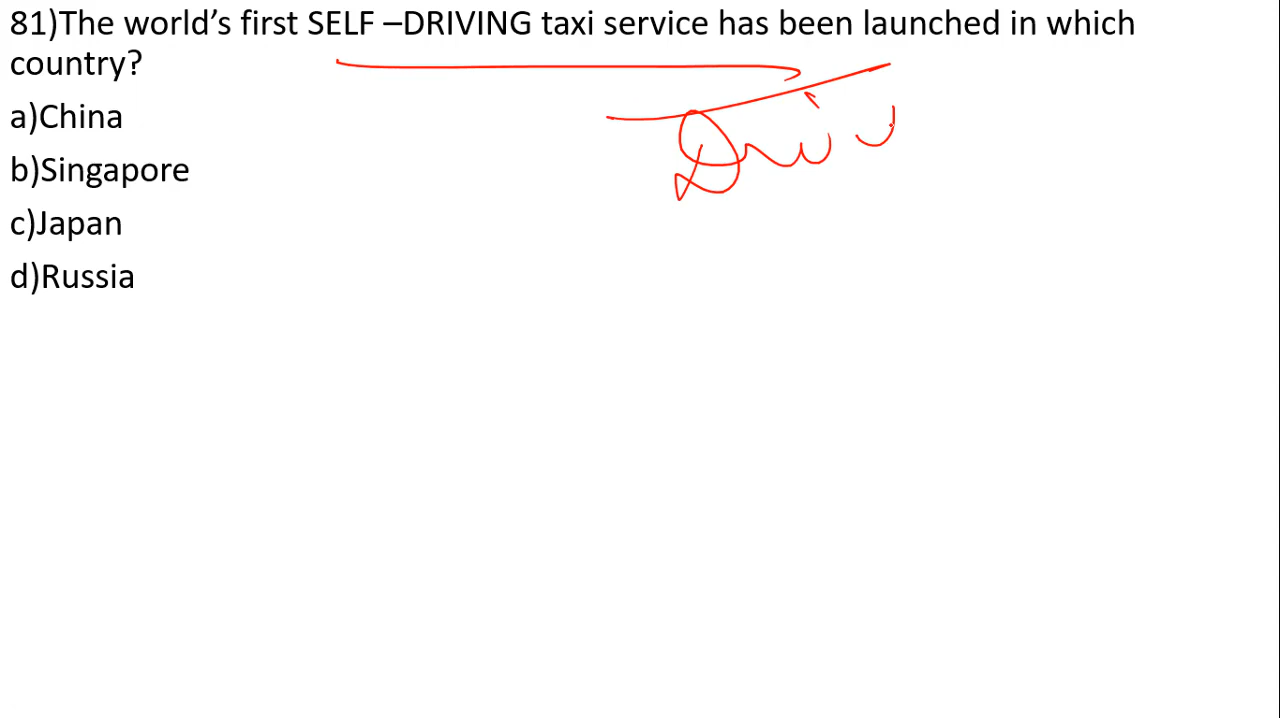 81)The world’s first SELF –DRIVING taxi service has been launched in which
country?
a)China
b)Singapore
c)Japan
d)Russia